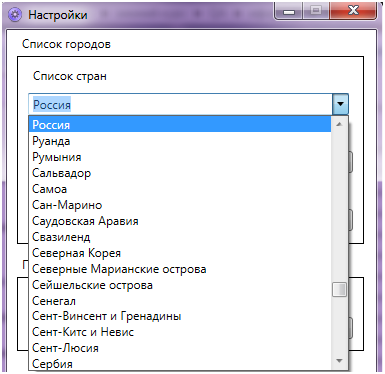 Настройки
Список городов
Список стран
Россия
Россия
Руанда
Румыния
Сальвадор
Самоа
Сан-Марино
Саудовская Аравия
Свазиленд
Северная Корея
Северные Марианские острова
Сейшельские острова
Сенегал
Сент-Винсент и Гренадины
Сент-Китс и Невис
Сент-Люсия
Сербия